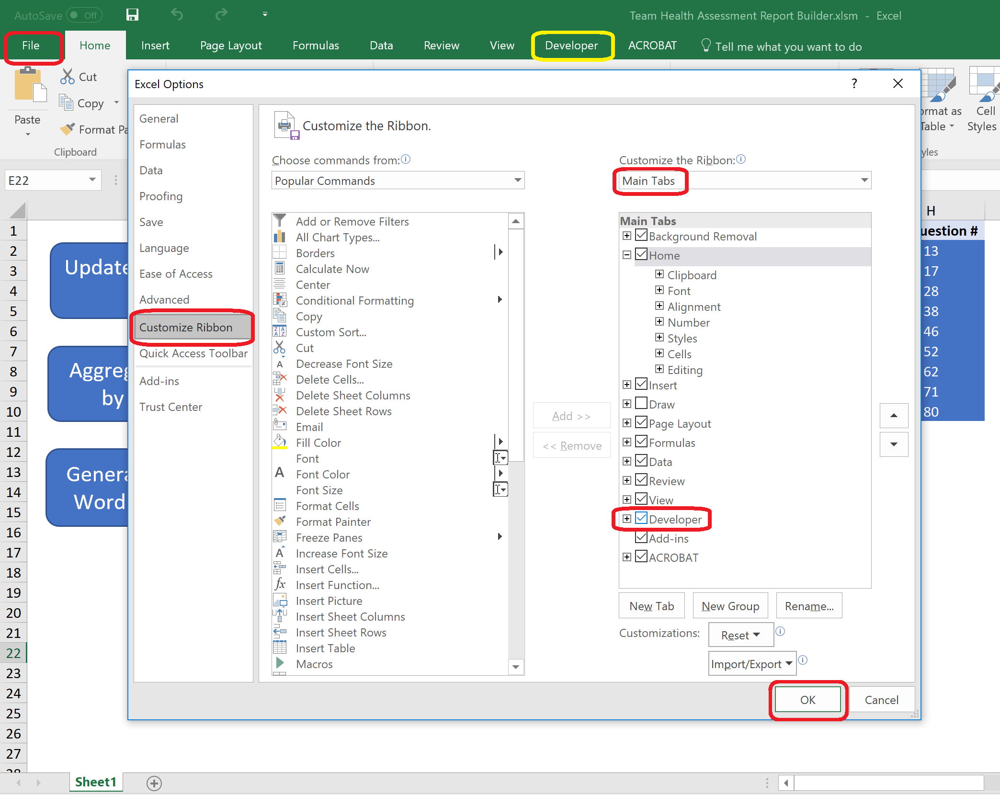 AutoSave Off
Team Health Assessment Report Builder.xlsm - Excel
File Home Insert Page Layout Formulas Data Review View Developer ACROBAT Tell me what you want to do
Paste
Cut
Copy
Format Pa
Clipboard
ormat as
Table
Cell
Styles
yles
E22
H
1
2
3
4
5
6
7
8
9
10
11
12
13
14
15
16
17
18
19
20
21
22
23
24
25
26
27
28
Update
Aggreg
by
Genera
Word
uestion #
13
17
28
38
46
52
62
71
80
Excel Options ?
General
Formulas
Data
Proofing
Save
Language
Ease of Access
Advanced
Customize Ribbon
Quick Access Toolbar
Add-ins
Trust Center
Customize the Ribbon.
Choose commands from:
Popular Commands
Add or Remove Filters
All Chart Types...
Borders
Calculate Now
Center
Conditional Formatting
Copy
Custom Sort...
Cut
Decrease Font Size
Delete Cells...
Delete Sheet Columns
Delete Sheet Rows
Email
Fill Color
Font
Font Color
Font Size
Format Cells
Format Painter
Freeze Panes
Increase Font Size
Insert Cells...
Insert Function...
Insert Picture
Insert Sheet Columns
Insert Sheet Rows
Insert Table
Macros
Add >>
<< Remove
Customize the Ribbon:
Main Tabs
Main Tabs
Background Removal
Home
Clipboard
Font
Alignment
Number
Styles
Cells
Editing
Insert
Draw
Page Layout
Formulas
Data
Review
View
Developer
Add-ins
ACROBAT
New Tab New Group Rename...
Customizations: Reset
Import/Export
OK Cancel
Sheet1